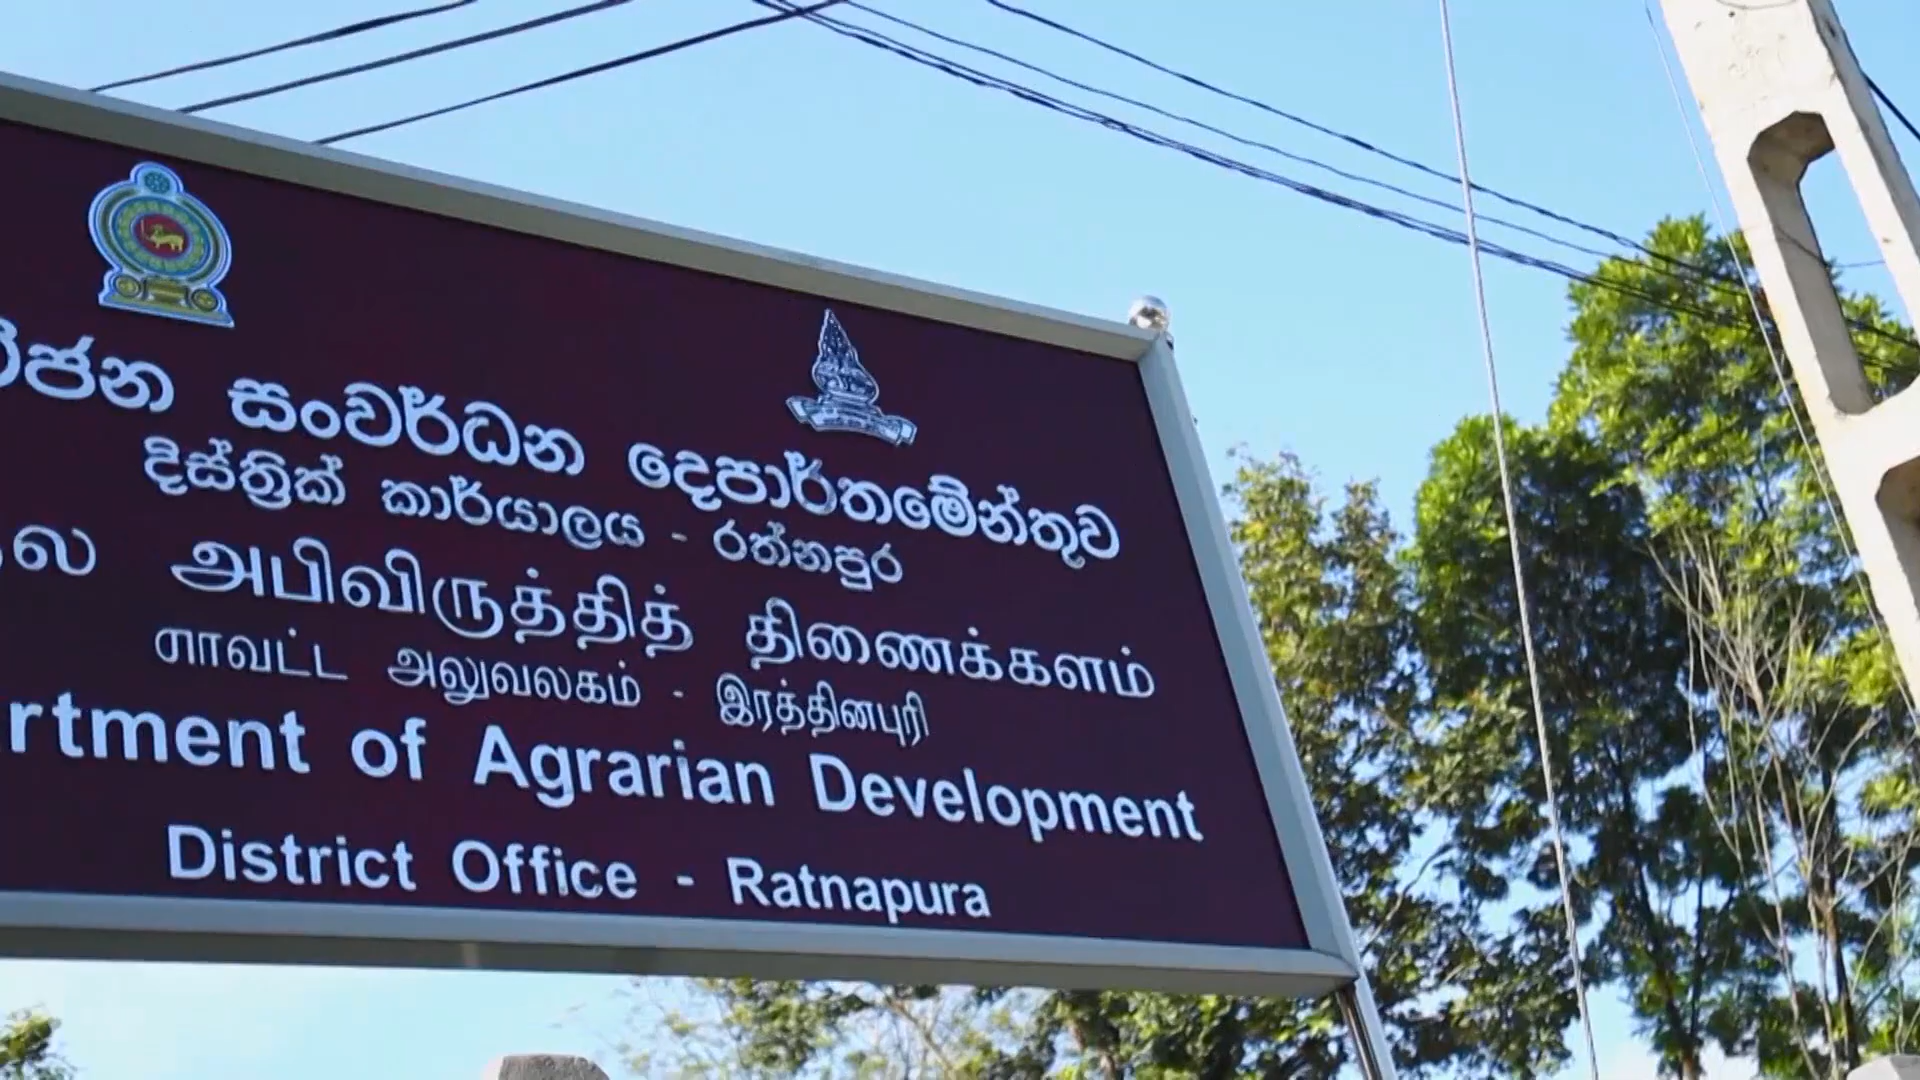 සංවර්ධන දෙපාර්තමේන්තුව
දිස්ත්‍රික් කාර්යාලය - රත්නපුර
அபிவிருத்தித் திணைக்களம்
சாவட்ட அலுவலகம் - இரத்தினபுரி
rtment of Agrarian Development
District Office - Ratnapura